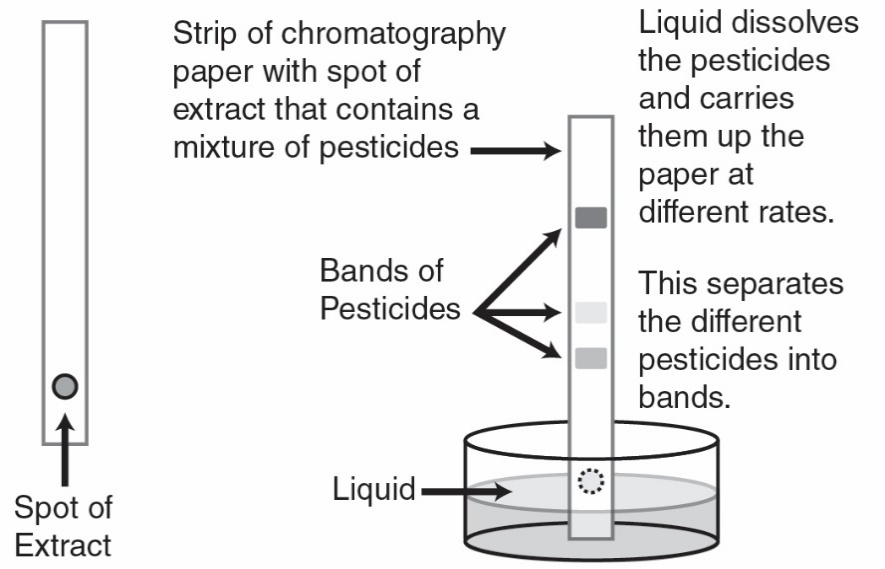 Strip of chromatography
paper with spot of
extract that contains a
mixture of pesticides
Liquid dissolves
the pesticides
and carries
them up the
paper at
different rates.
Bands of
Pesticides
This separates
the different
pesticides into
bands.
Liquid
Spot of
Extract